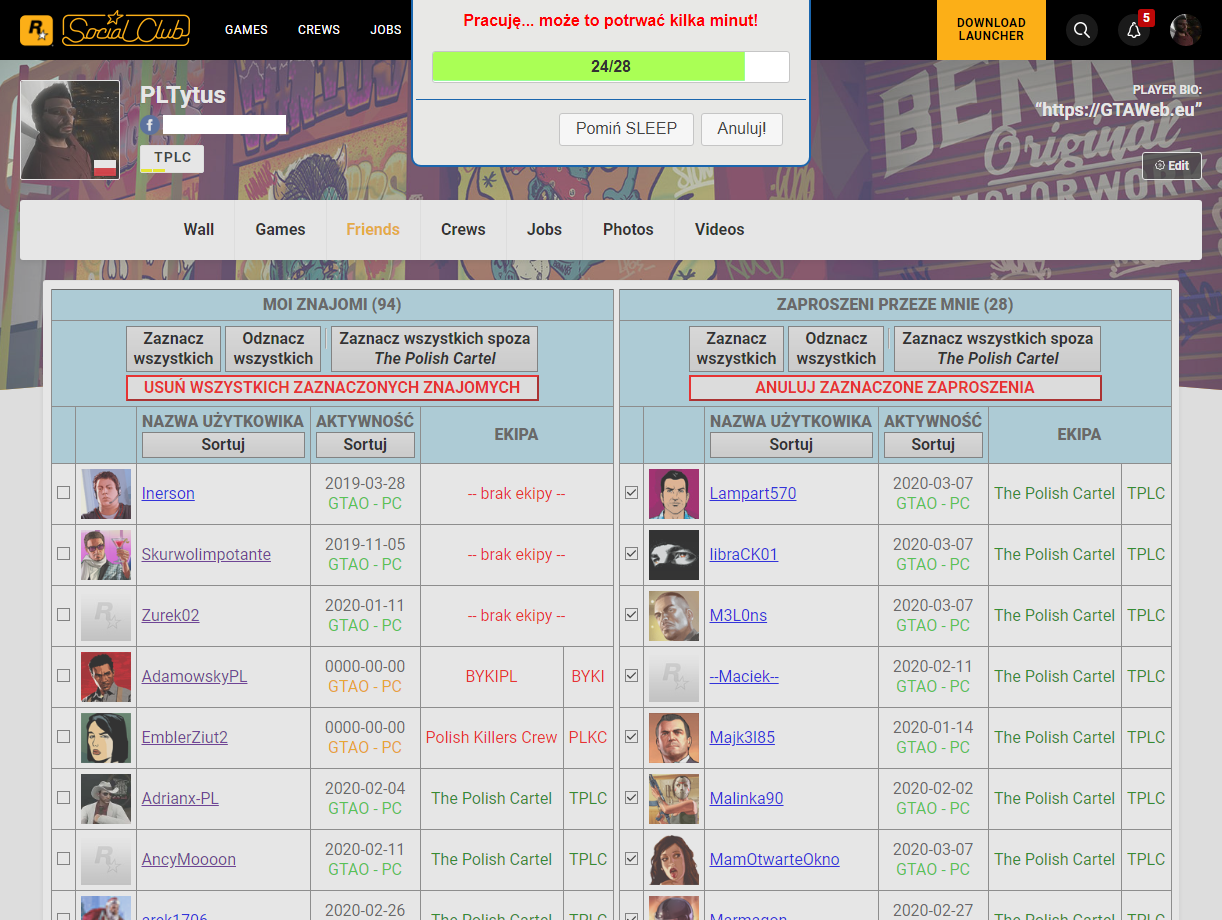 Social Club
GAMES
CREWS
JOBS
Pracuję... może to potrwać kilka minut!
24/28
Pomiń SLEEP
Anuluj!
DOWNLOAD
LAUNCHER
5
PLTytus
TPLC
PLAYER BIO:
“https://GTAWeb.eu”
Edit
BENNY
Original
MOTORWORK
Wall
Games
Friends
Crews
Jobs
Photos
Videos
MOI ZNAJOMI (94)
Zaznacz
wszystkich
Odznacz
wszystkich
Zaznacz wszystkich spoza
The Polish Cartel
USUŃ WSZYSTKICH ZAZNACZONYCH ZNAJOMYCH
NAZWA UŻYTKOWIKA
Sortuj
AKTYWNOŚĆ
Sortuj
EKIPA
Inerson
2019-03-28
GTAO - PC
-- brak ekipy --
Skurwolimpotante
2019-11-05
GTAO - PC
-- brak ekipy --
Zurek02
2020-01-11
GTAO - PC
-- brak ekipy --
AdamowskyPL
0000-00-00
GTAO - PC
BYKIPL
BYKI
EmblerZiut2
0000-00-00
GTAO - PC
Polish Killers Crew
PLKC
Adrianx-PL
2020-02-04
GTAO - PC
The Polish Cartel
TPLC
AncyMoooon
2020-02-11
GTAO - PC
The Polish Cartel
TPLC
arek1706
2020-02-26
The Polish Cartel
TPLC
ZAPROSZENI PRZEZE MNIE (28)
Zaznacz
wszystkich
Odznacz
wszystkich
Zaznacz wszystkich spoza
The Polish Cartel
ANULUJ ZAZNACZONE ZAPROSZENIA
NAZWA UŻYTKOWIKA
Sortuj
AKTYWNOŚĆ
Sortuj
EKIPA
Lampart570
2020-03-07
GTAO - PC
The Polish Cartel
TPLC
libraCK01
2020-03-07
GTAO - PC
The Polish Cartel
TPLC
M3L0ns
2020-03-07
GTAO - PC
The Polish Cartel
TPLC
--Maciek--
2020-02-11
GTAO - PC
The Polish Cartel
TPLC
Majk3l85
2020-01-14
GTAO - PC
The Polish Cartel
TPLC
Malinka90
2020-02-02
GTAO - PC
The Polish Cartel
TPLC
MamOtwarteOkno
2020-03-07
GTAO - PC
The Polish Cartel
TPLC
2020-02-27
The Polish Cartel
TPLC